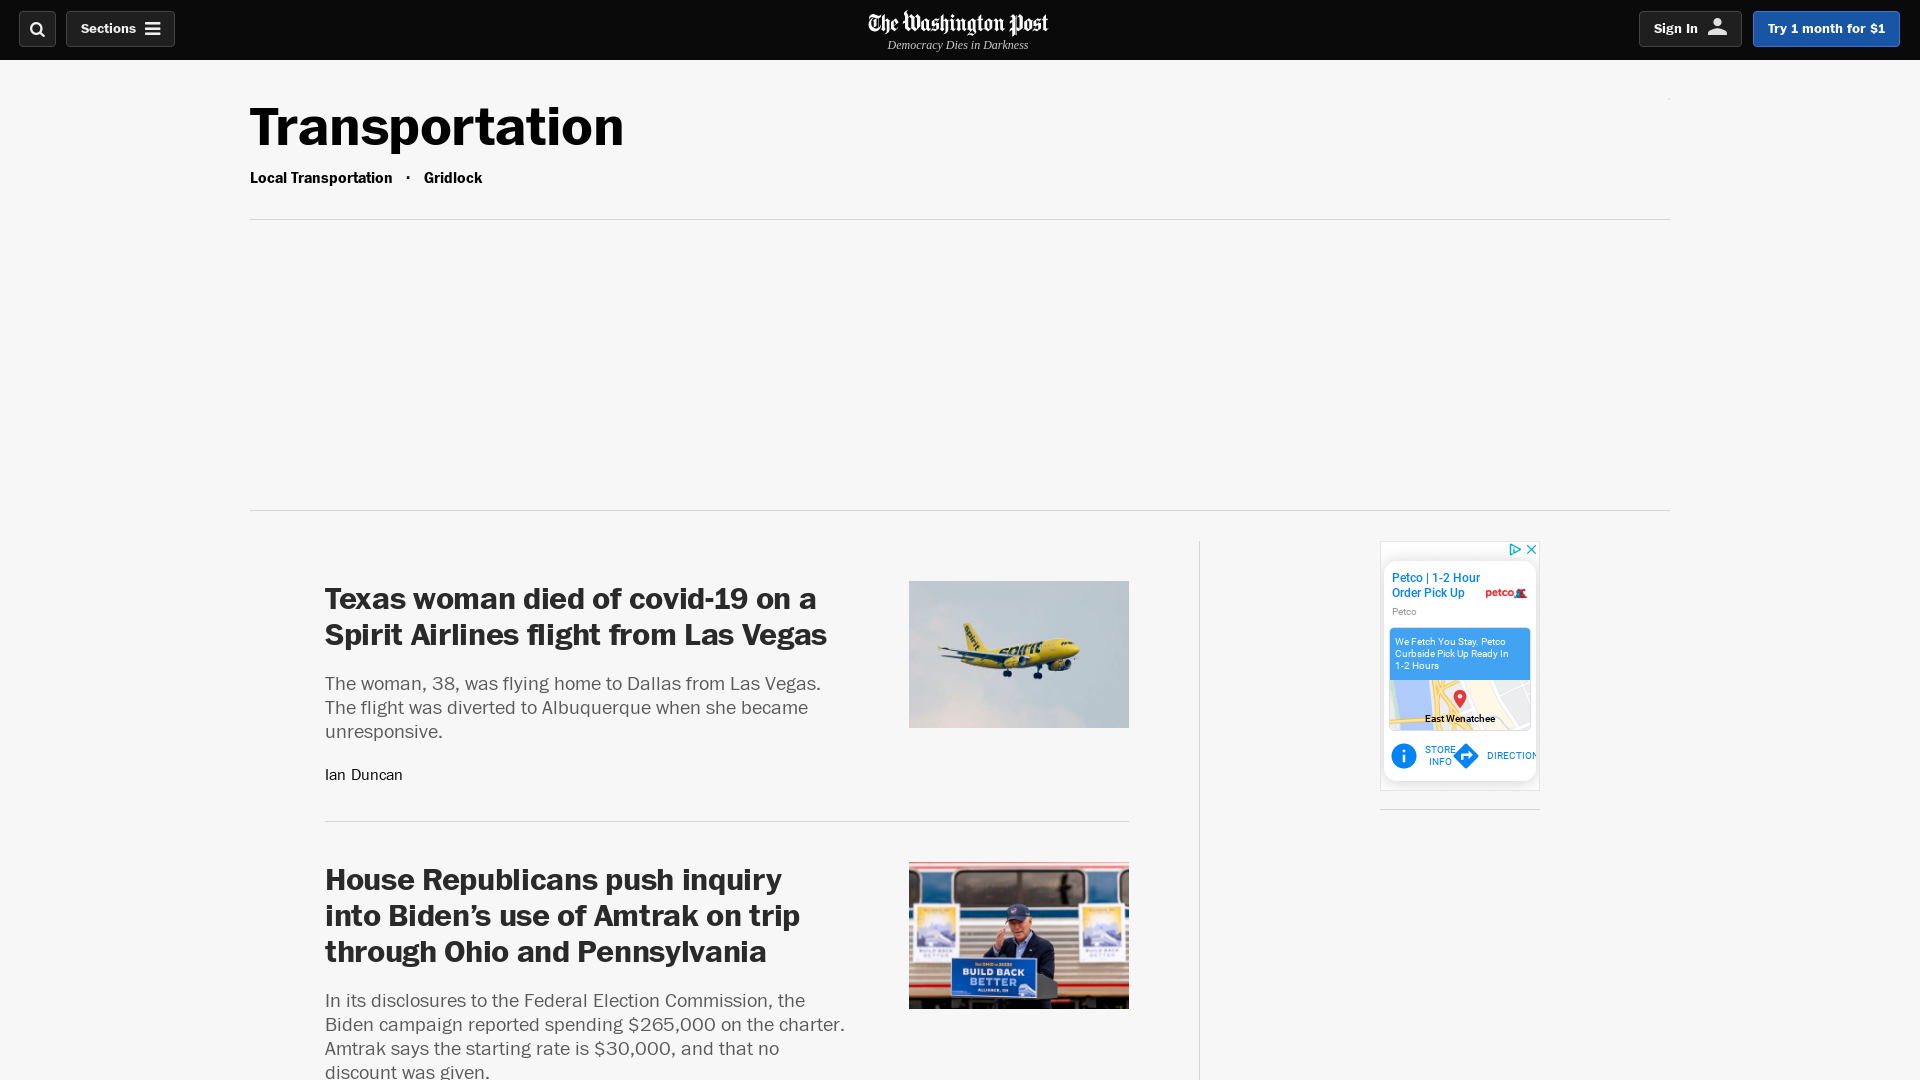 Sections
The Washington Post
Democracy Dies in Darkness
Sign In
Try 1 month for $1
Transportation
Local Transportation · Gridlock
Texas woman died of covid-19 on a
Spirit Airlines flight from Las Vegas
The woman, 38, was flying home to Dallas from Las Vegas.
The flight was diverted to Albuquerque when she became
unresponsive.
Ian Duncan
spirit
Petco | 1-2 Hour
Order Pick Up
petco
Petco
We Fetch You Stay. Petco
Curbside Pick Up Ready In
1-2 Hours
East Wenatchee
STORE
INFO
DIRECTION
House Republicans push inquiry
into Biden’s use of Amtrak on trip
through Ohio and Pennsylvania
In its disclosures to the Federal Election Commission, the
Biden campaign reported spending $265,000 on the charter.
Amtrak says the starting rate is $30,000, and that no
discount was given.
BUILD BACK
BETTER
BUILD BACK
BETTER
BUILD BACK
BETTER
ALLIANCE, OH